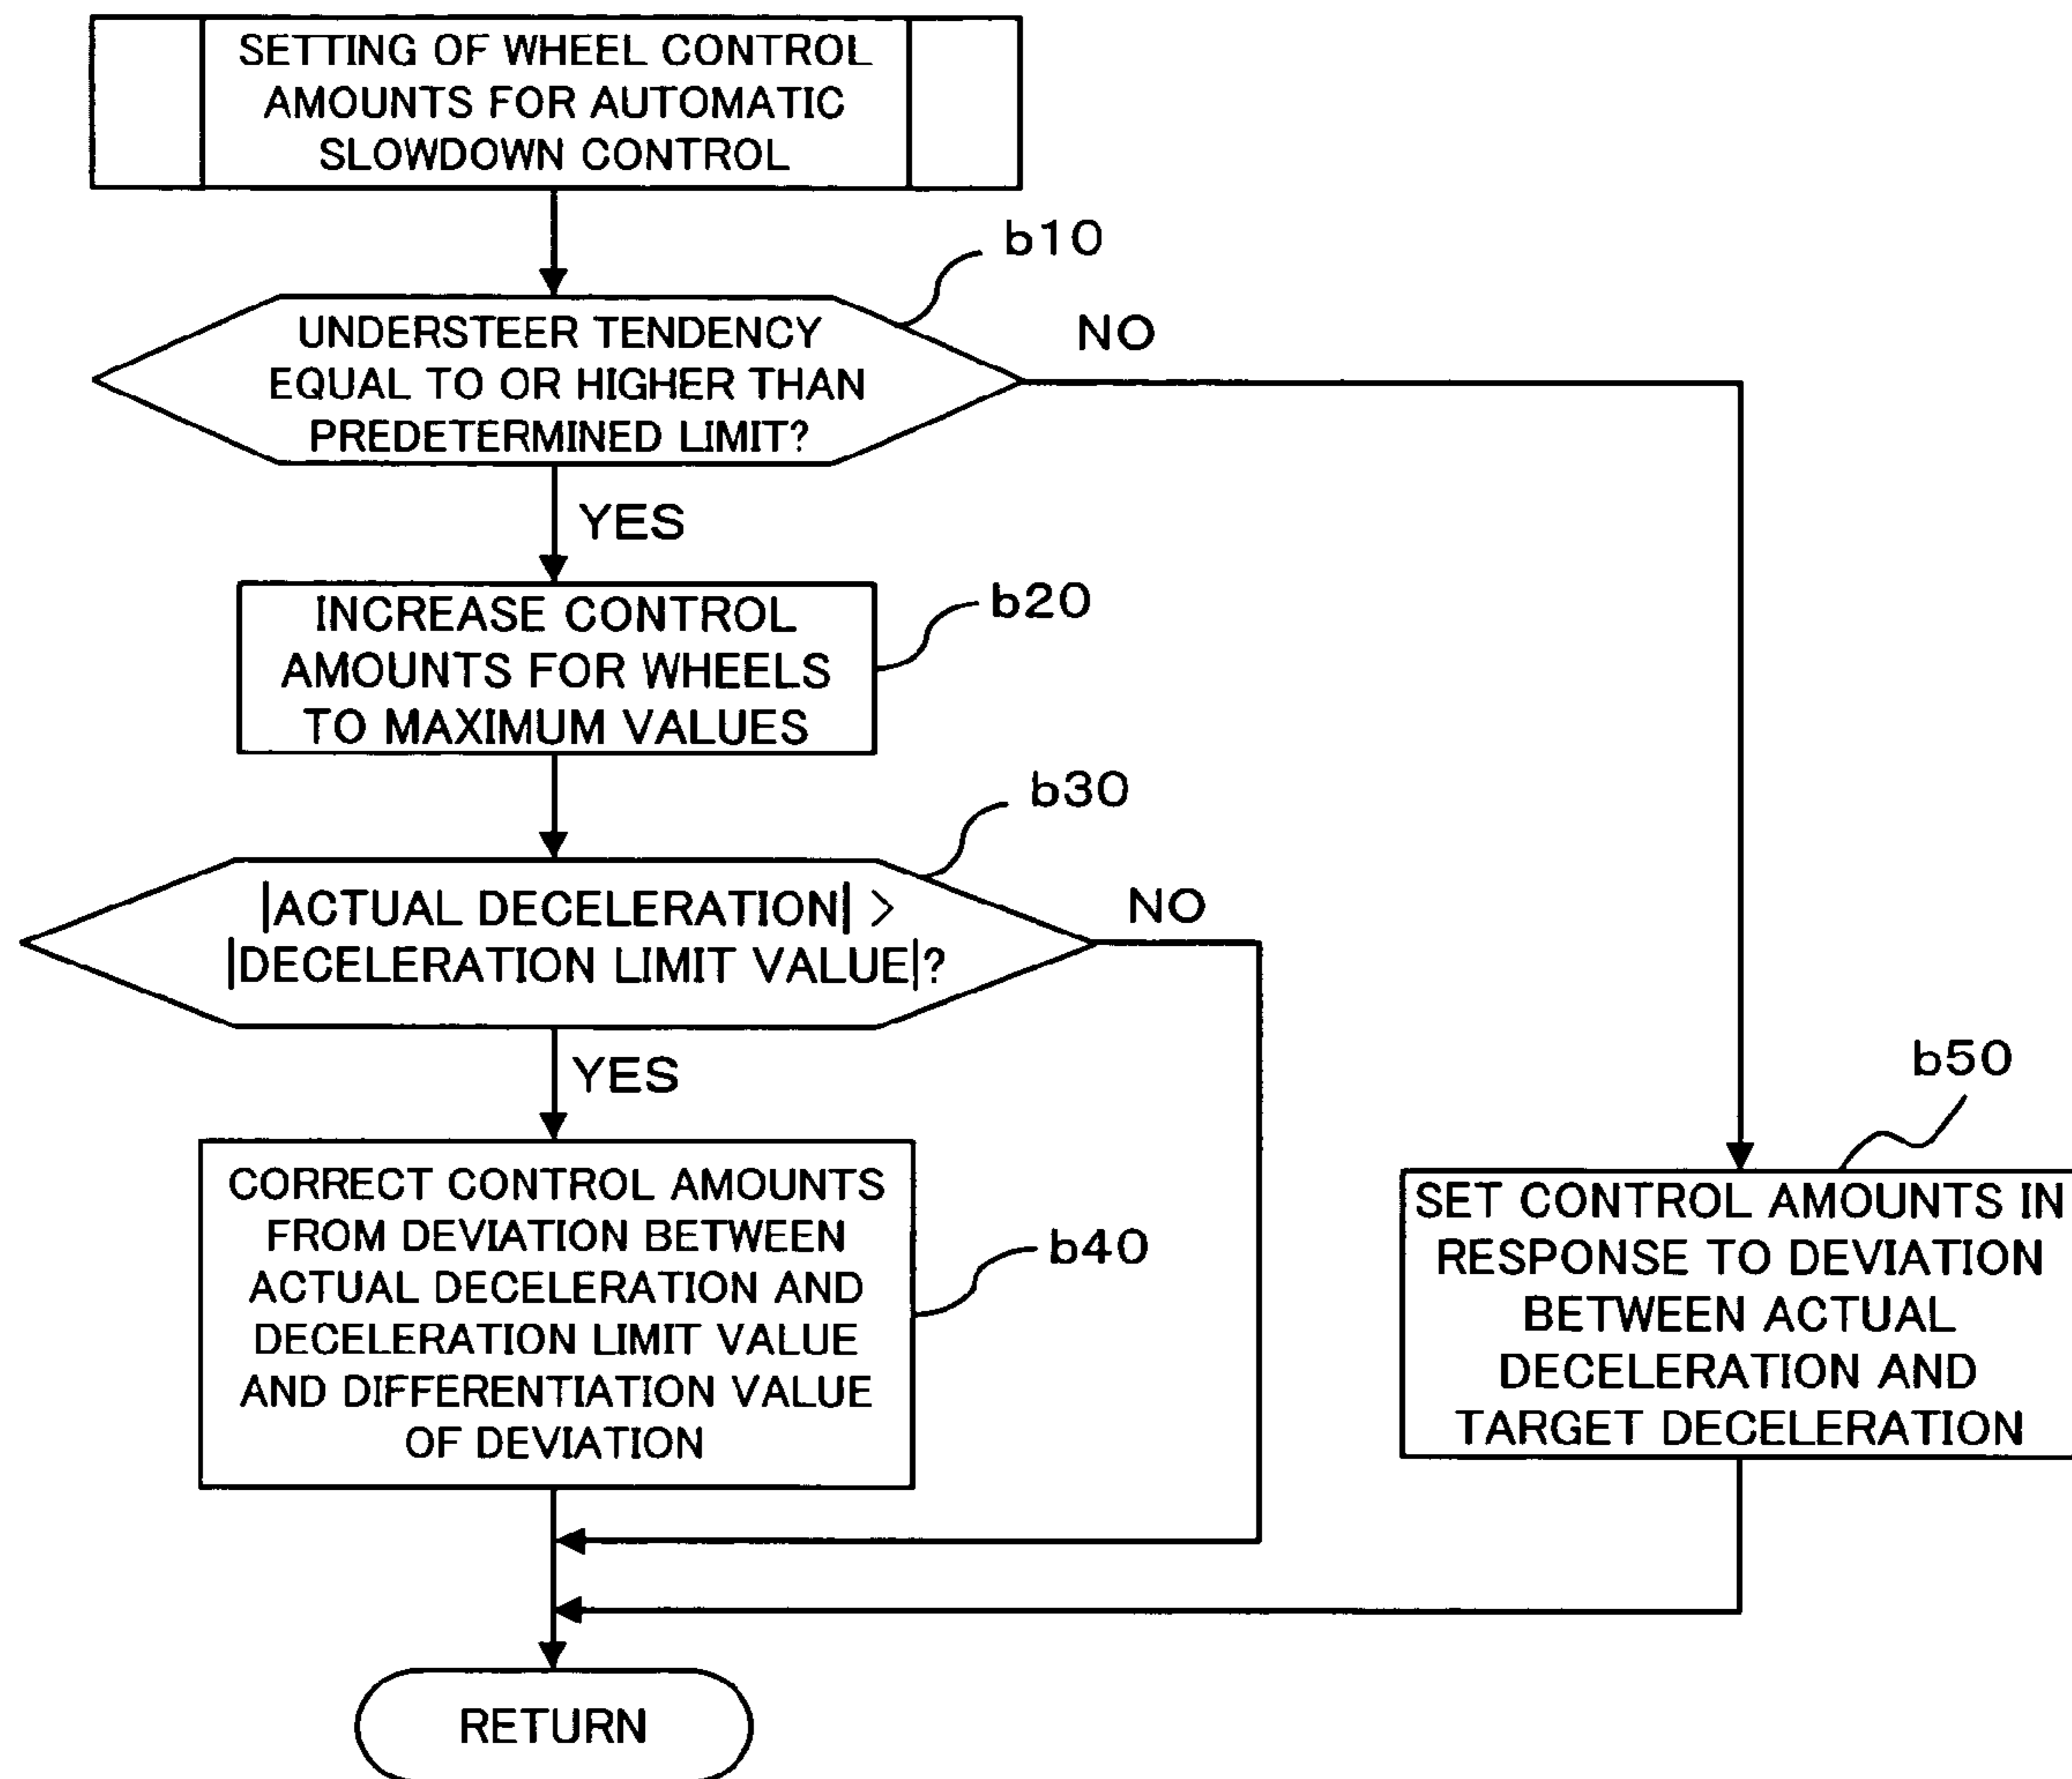 SETTING OF WHEEL CONTROL
AMOUNTS FOR AUTOMATIC
SLOWDOWN CONTROL
b10
UNDERSTEER TENDENCY
EQUAL TO OR HIGHER THAN
PREDETERMINED LIMIT?
NO
YES
INCREASE CONTROL
AMOUNTS FOR WHEELS
TO MAXIMUM VALUES
b20
b30
|ACTUAL DECELERATION| >
|DECELERATION LIMIT VALUE|?
NO
YES
CORRECT CONTROL AMOUNTS
FROM DEVIATION BETWEEN
ACTUAL DECELERATION AND
DECELERATION LIMIT VALUE
AND DIFFERENTIATION VALUE
OF DEVIATION
b40
b50
SET CONTROL AMOUNTS IN
RESPONSE TO DEVIATION
BETWEEN ACTUAL
DECELERATION AND
TARGET DECELERATION
RETURN